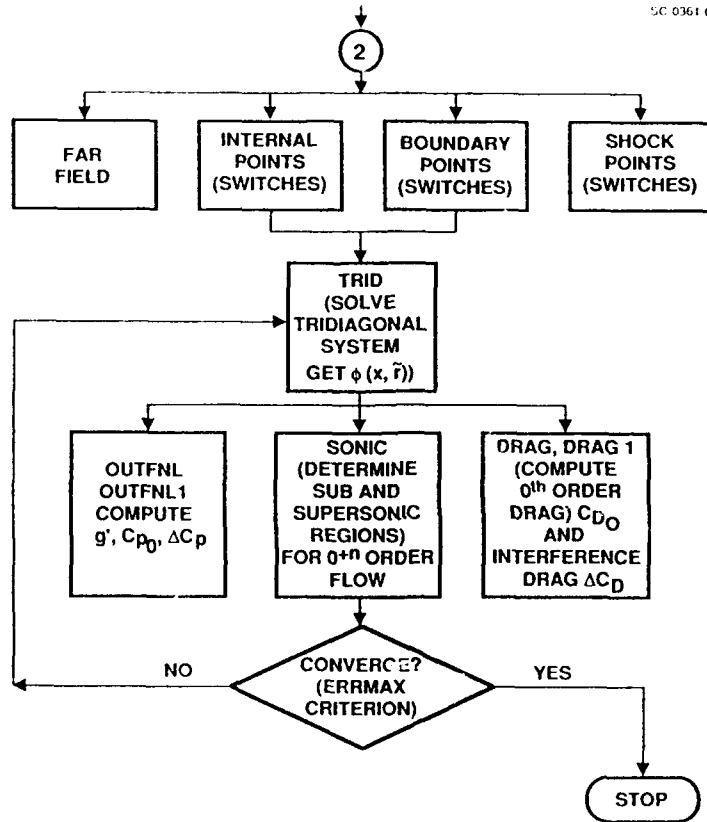 SC 0361
2
FAR
FIELD
INTERNAL
POINTS
(SWITCHES)
BOUNDARY
POINTS
(SWITCHES)
SHOCK
POINTS
(SWITCHES)
TRID
(SOLVE
TRIDIAGONAL
SYSTEM
GET ϕ (x, r̃))
OUTFNL
OUTFNL1
COMPUTE
g', Cp₀, ΔCp
SONIC
(DETERMINE
SUB AND
SUPERSONIC
REGIONS)
FOR 0⁺ⁿ ORDER
FLOW
DRAG, DRAG 1
(COMPUTE
0ᵗʰ ORDER
DRAG) C_D_O
AND
INTERFERENCE
DRAG ΔC_D
NO
CONVERGE?
(ERRMAX
CRITERION)
YES
STOP